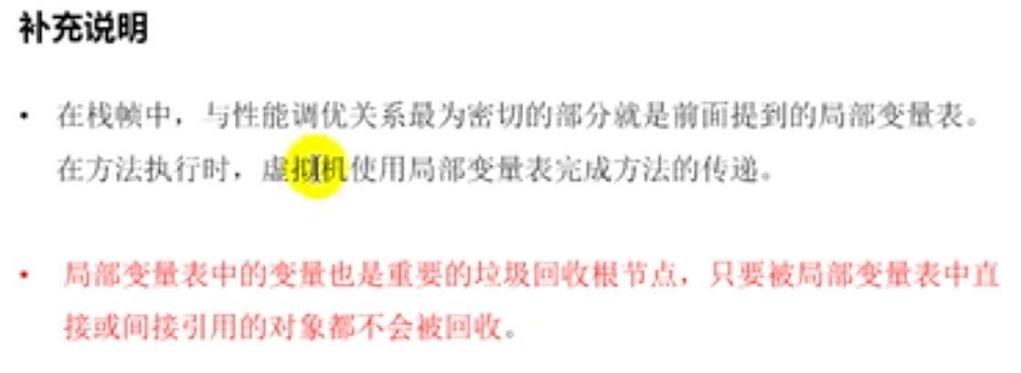 补充说明
• 在栈帧中，与性能调优关系最为密切的部分就是前面提到的局部变量表。
在方法执行时，虚拟机使用局部变量表完成方法的传递。
• 局部变量表中的变量也是重要的垃圾回收根节点，只要被局部变量表中直
接或间接引用的对象都不会被回收。